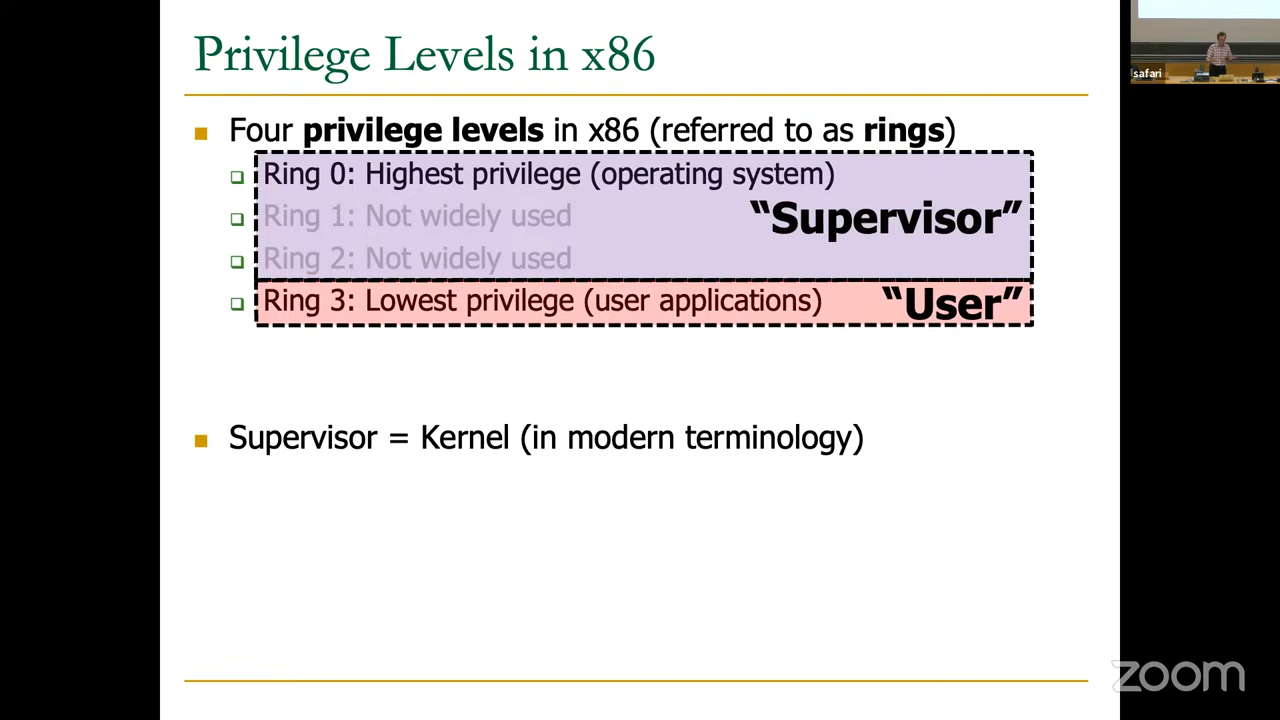 Privilege Levels in x86
Four privilege levels in x86 (referred to as rings)
Ring 0: Highest privilege (operating system)
Ring 1: Not widely used
"Supervisor"
Ring 2: Not widely used
Ring 3: Lowest privilege (user applications)
"User"
Supervisor = Kernel (in modern terminology)
safari
zoom